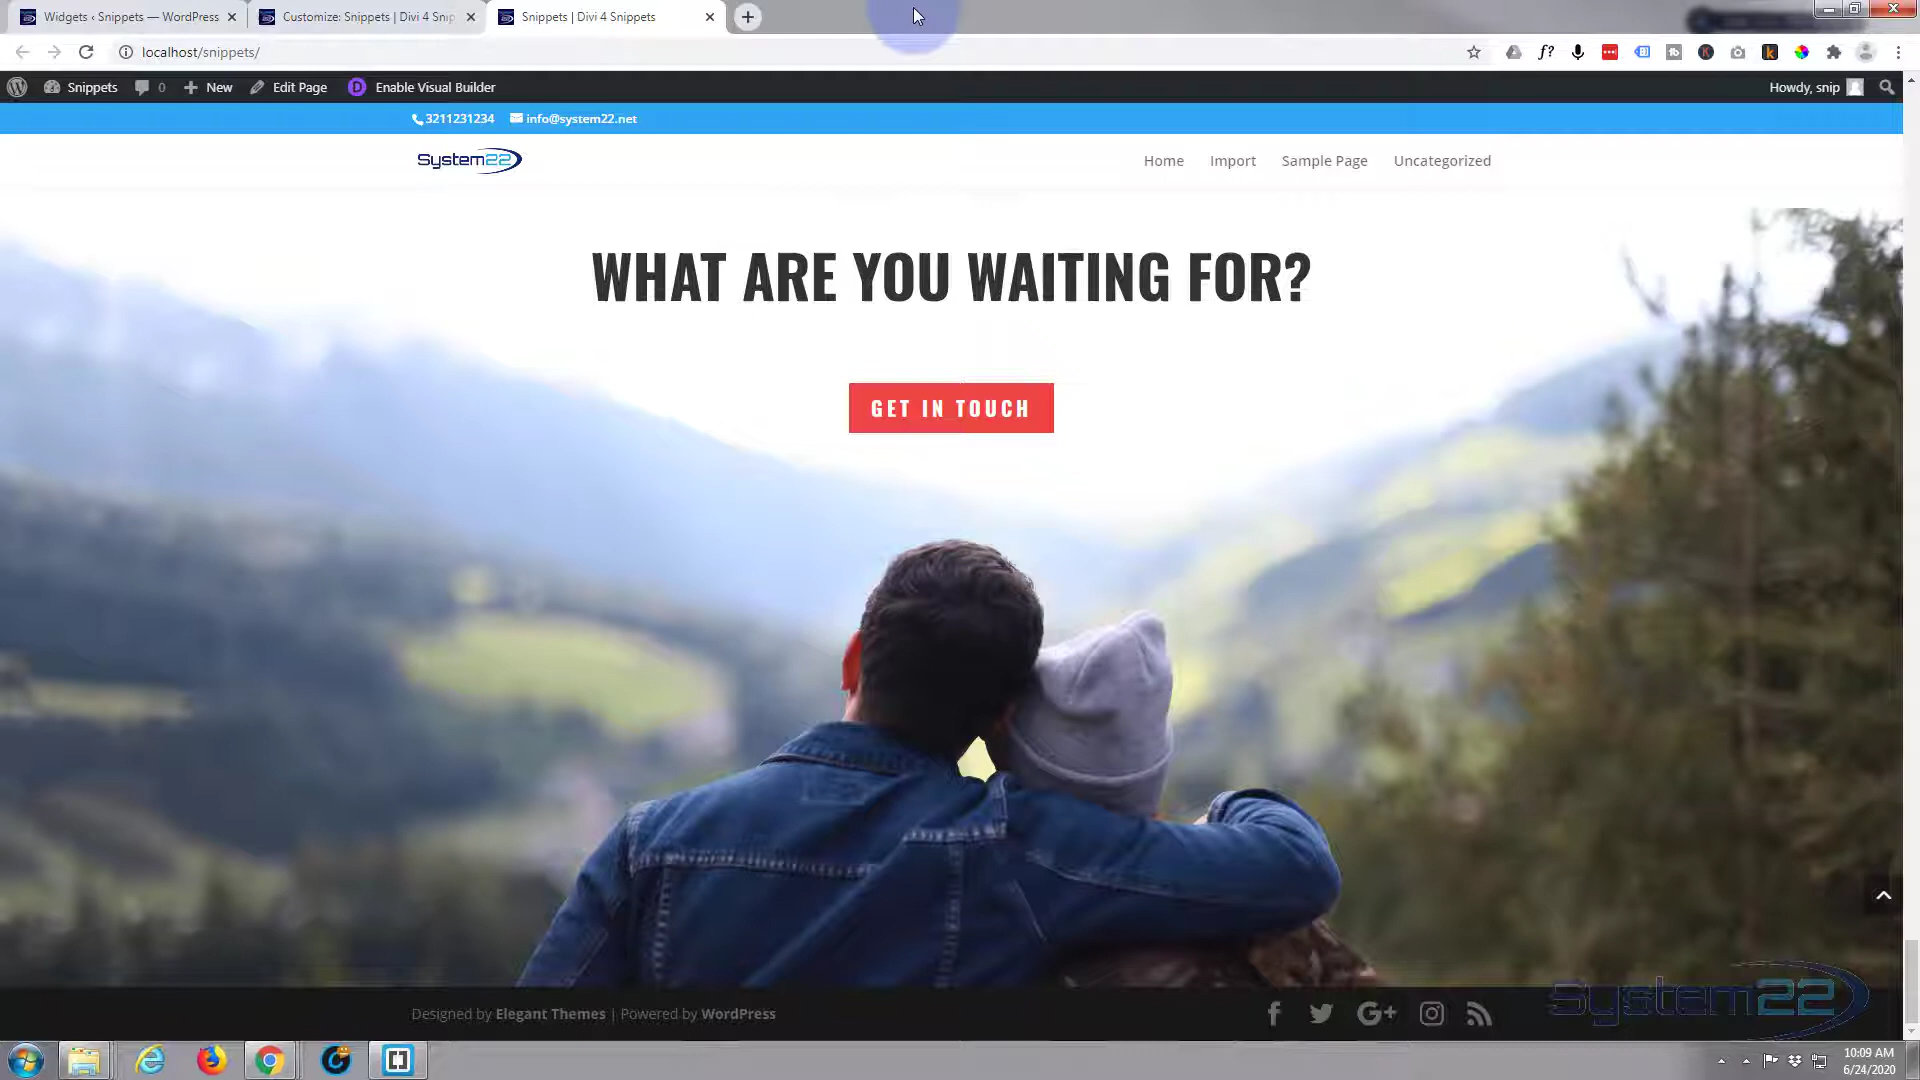 Widgets ‹ Snippets — WordPress
Customize: Snippets | Divi 4 Snip
Snippets | Divi 4 Snippets
localhost/snippets/
Snippets 0 New Edit Page Enable Visual Builder
Howdy, snip
3211231234 info@system22.net
System22
Home Import Sample Page Uncategorized
WHAT ARE YOU WAITING FOR?
GET IN TOUCH
Designed by Elegant Themes | Powered by WordPress
System22
10:09 AM
6/24/2020